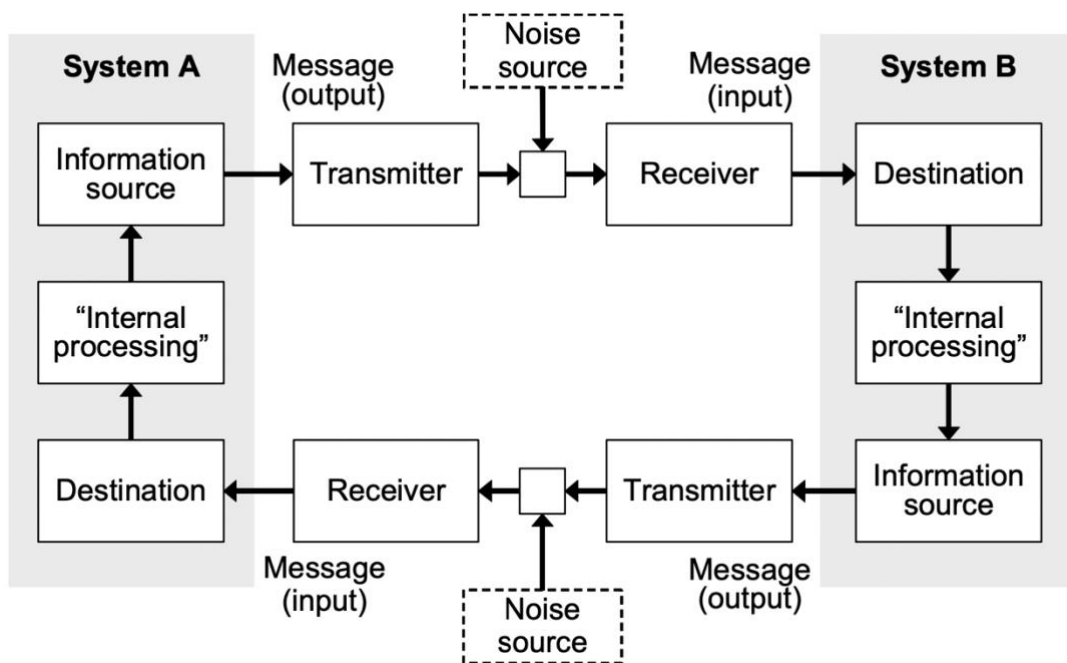 Noise
source
System A
Message
(output)
Message
(input)
System B
Information
source
Transmitter
Receiver
Destination
“Internal
processing”
“Internal
processing”
Destination
Receiver
Transmitter
Information
source
Message
(input)
Noise
source
Message
(output)